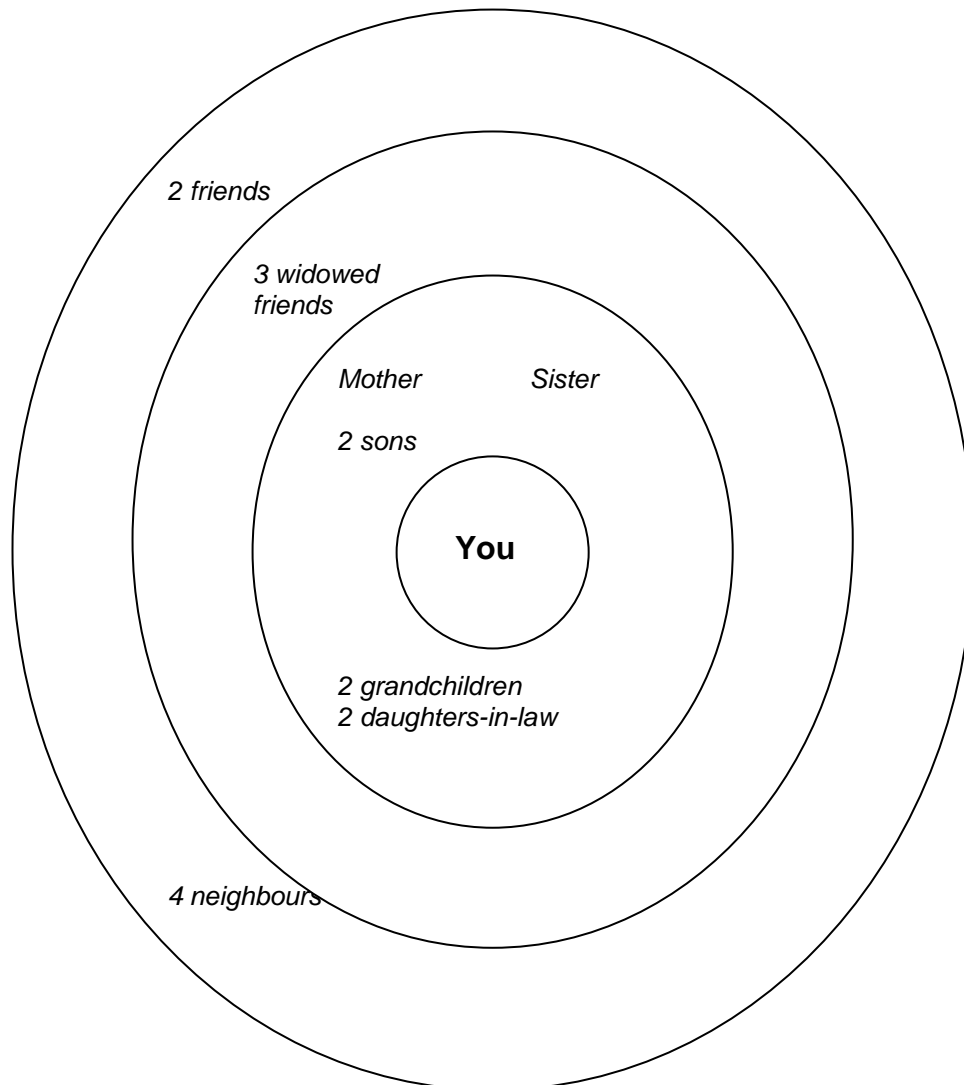 2 friends
3 widowed
friends
Mother
Sister
2 sons
You
2 grandchildren
2 daughters-in-law
4 neighbours